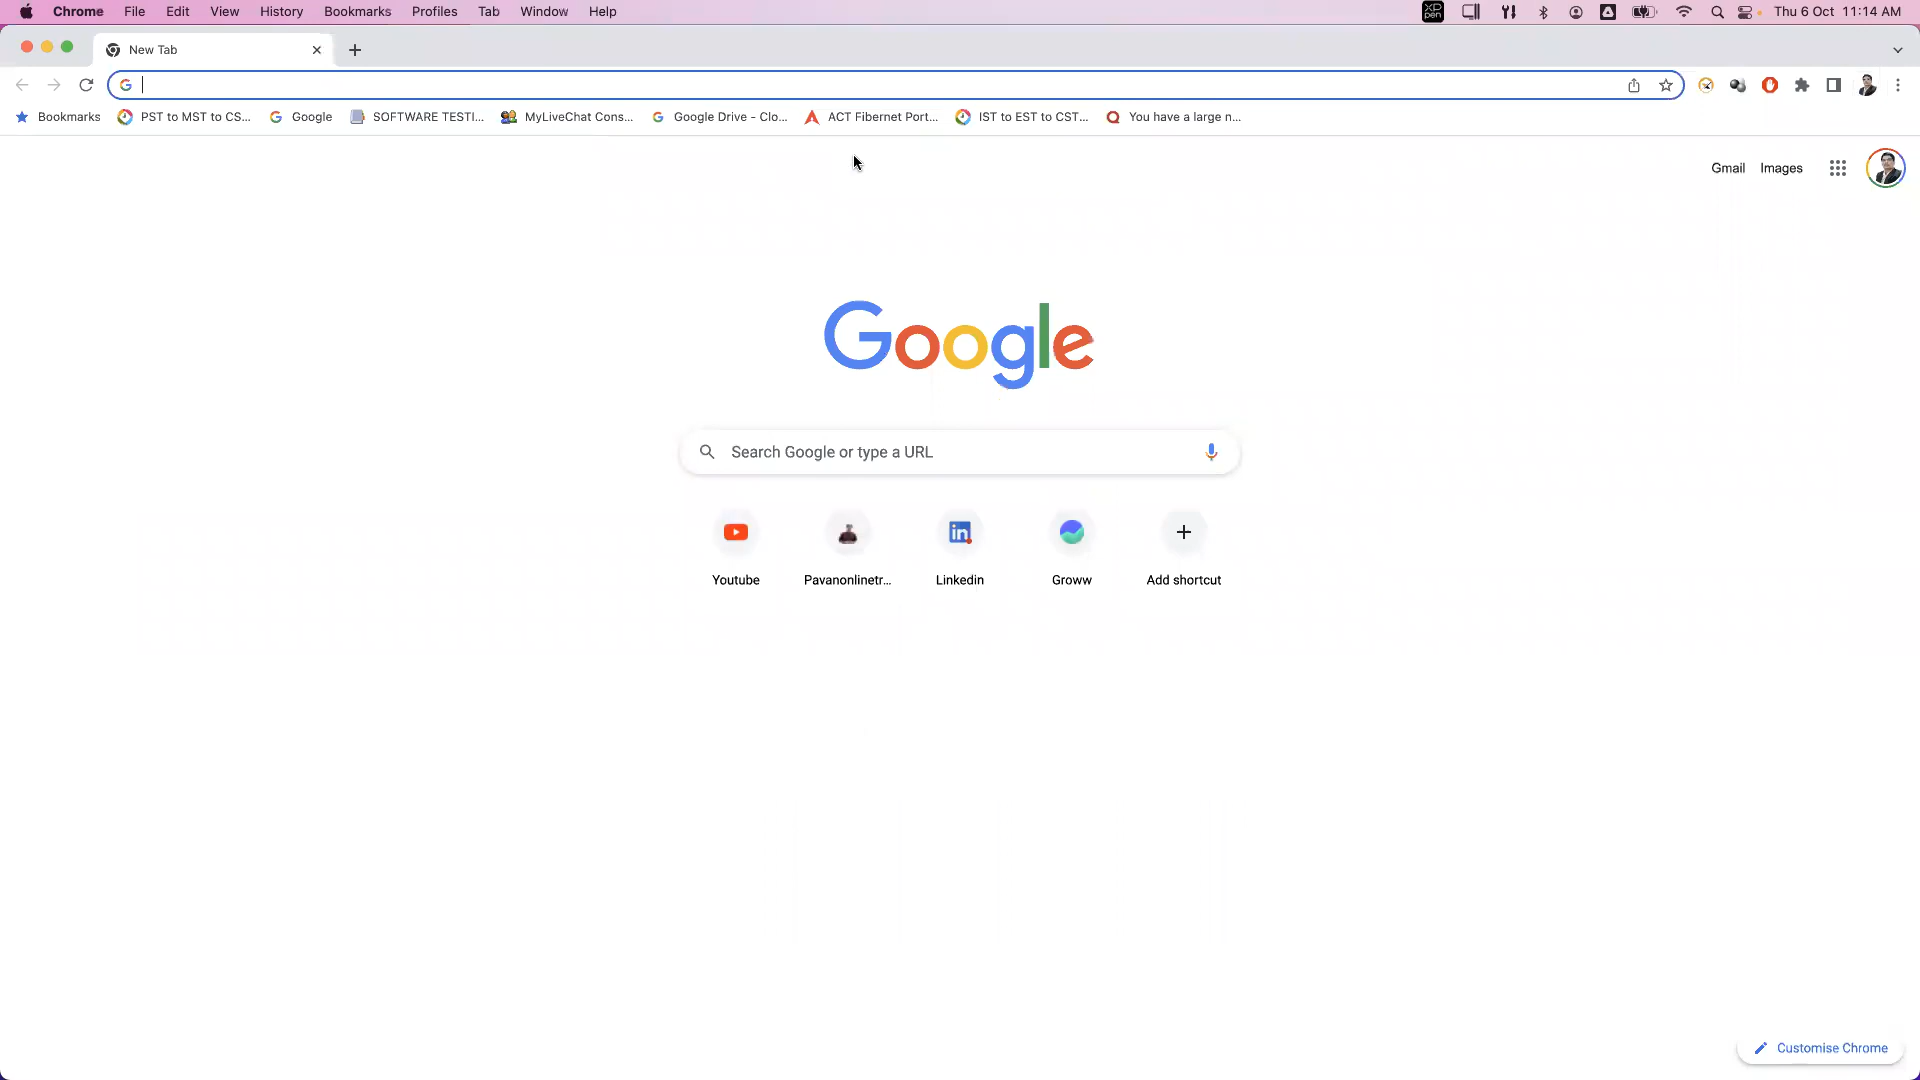 Chrome File Edit View History Bookmarks Profiles Tab Window Help XP pen Thu 6 Oct 11:14 AM
New Tab
Bookmarks PST to MST to CS... Google SOFTWARE TESTI... MyLiveChat Cons... Google Drive - Clo... ACT Fibernet Port... IST to EST to CST... You have a large n...
Gmail Images
Google
Search Google or type a URL
Youtube Pavanonlinetr... Linkedin Groww Add shortcut
Customise Chrome